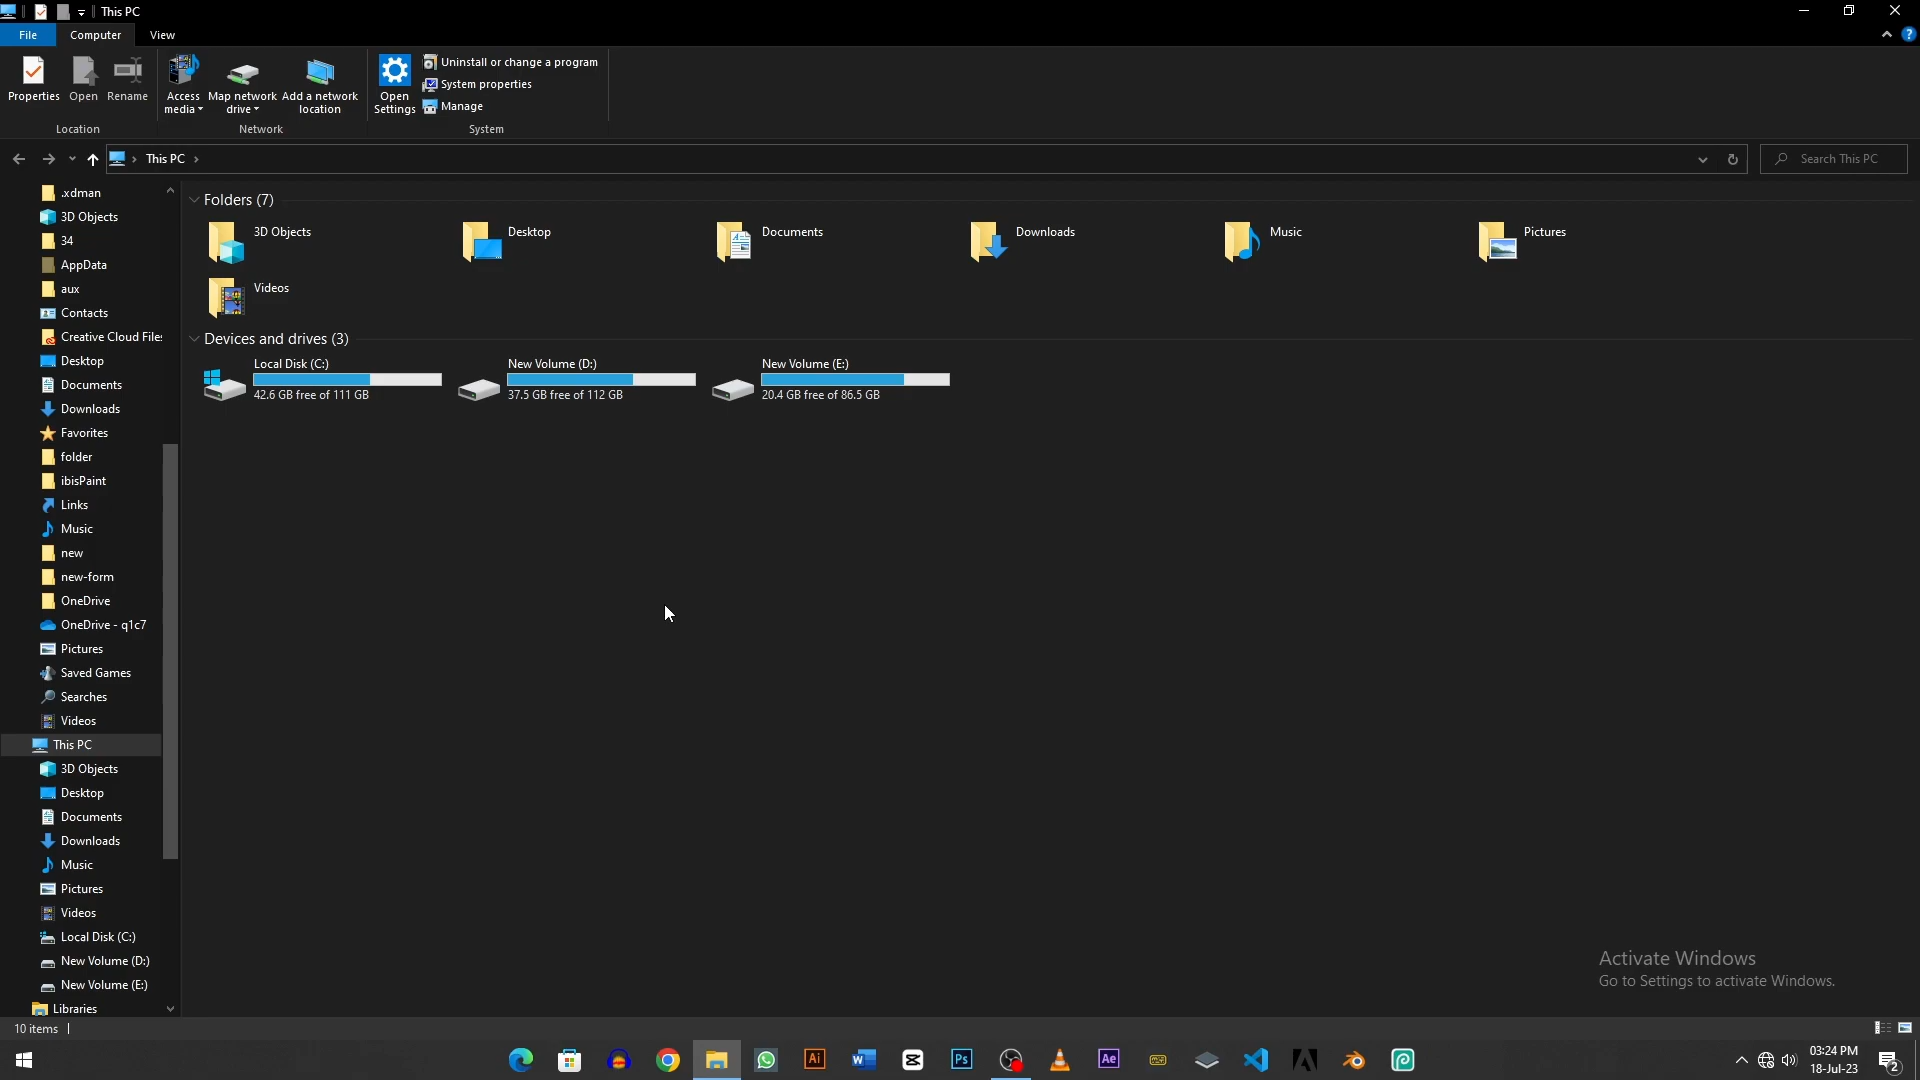 This PC
File Computer View
Properties Open Rename Access media Map network drive Add a network location Open Settings Uninstall or change a program
System properties
Manage
Location Network System
This PC Search This PC
.xdman
3D Objects
34
AppData
aux
Contacts
Creative Cloud Files
Desktop
Documents
Downloads
Favorites
folder
ibisPaint
Links
Music
new
new-form
OneDrive
OneDrive - q1c7
Pictures
Saved Games
Searches
Videos
This PC
3D Objects
Desktop
Documents
Downloads
Music
Pictures
Videos
Local Disk (C:)
New Volume (D:)
New Volume (E:)
Libraries
Folders (7)
3D Objects Desktop Documents Downloads Music Pictures
Videos
Devices and drives (3)
Local Disk (C:) New Volume (D:) New Volume (E:)
42.6 GB free of 111 GB 37.5 GB free of 112 GB 20.4 GB free of 86.5 GB
Activate Windows
Go to Settings to activate Windows.
10 items
Ai Ps Ae
03:24 PM
18-Jul-23
2